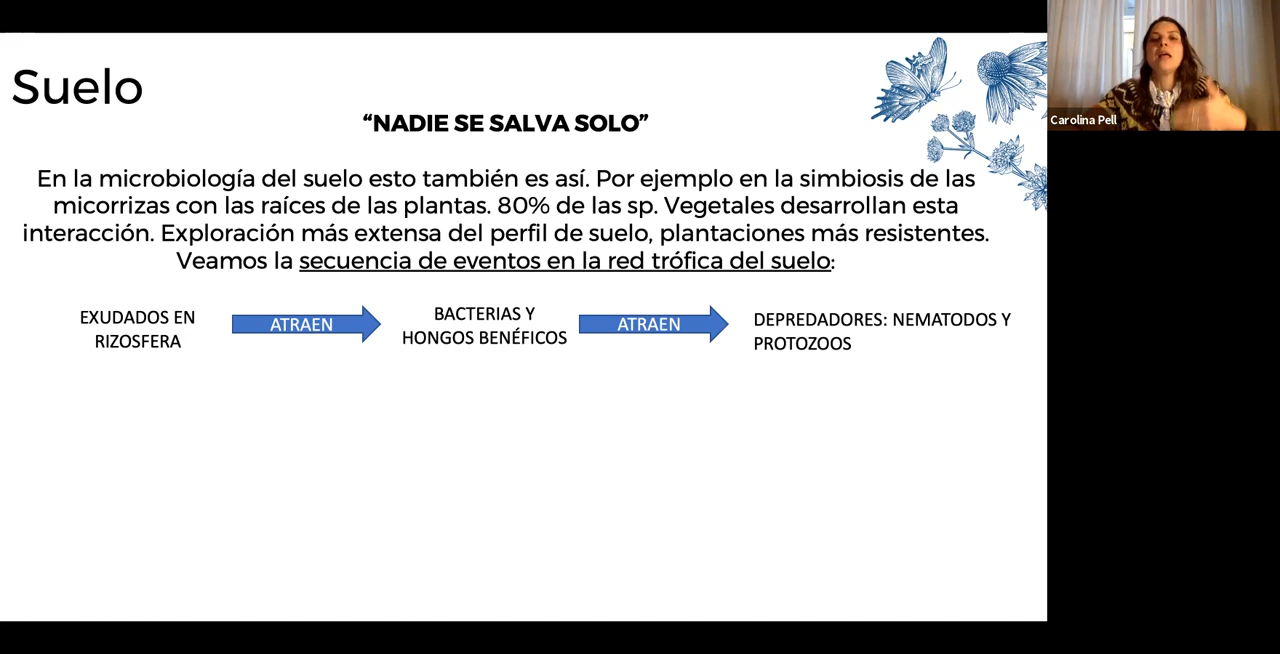 Suelo
“NADIE SE SALVA SOLO”
En la microbiología del suelo esto también es así. Por ejemplo en la simbiosis de las
micorrizas con las raíces de las plantas. 80% de las sp. Vegetales desarrollan esta
interacción. Exploración más extensa del perfil de suelo, plantaciones más resistentes.
Veamos la secuencia de eventos en la red trófica del suelo:
EXUDADOS EN
RIZOSFERA
ATRAEN
BACTERIAS Y
HONGOS BENÉFICOS
ATRAEN
DEPREDADORES: NEMATODOS Y
PROTOZOOS
Carolina Pell